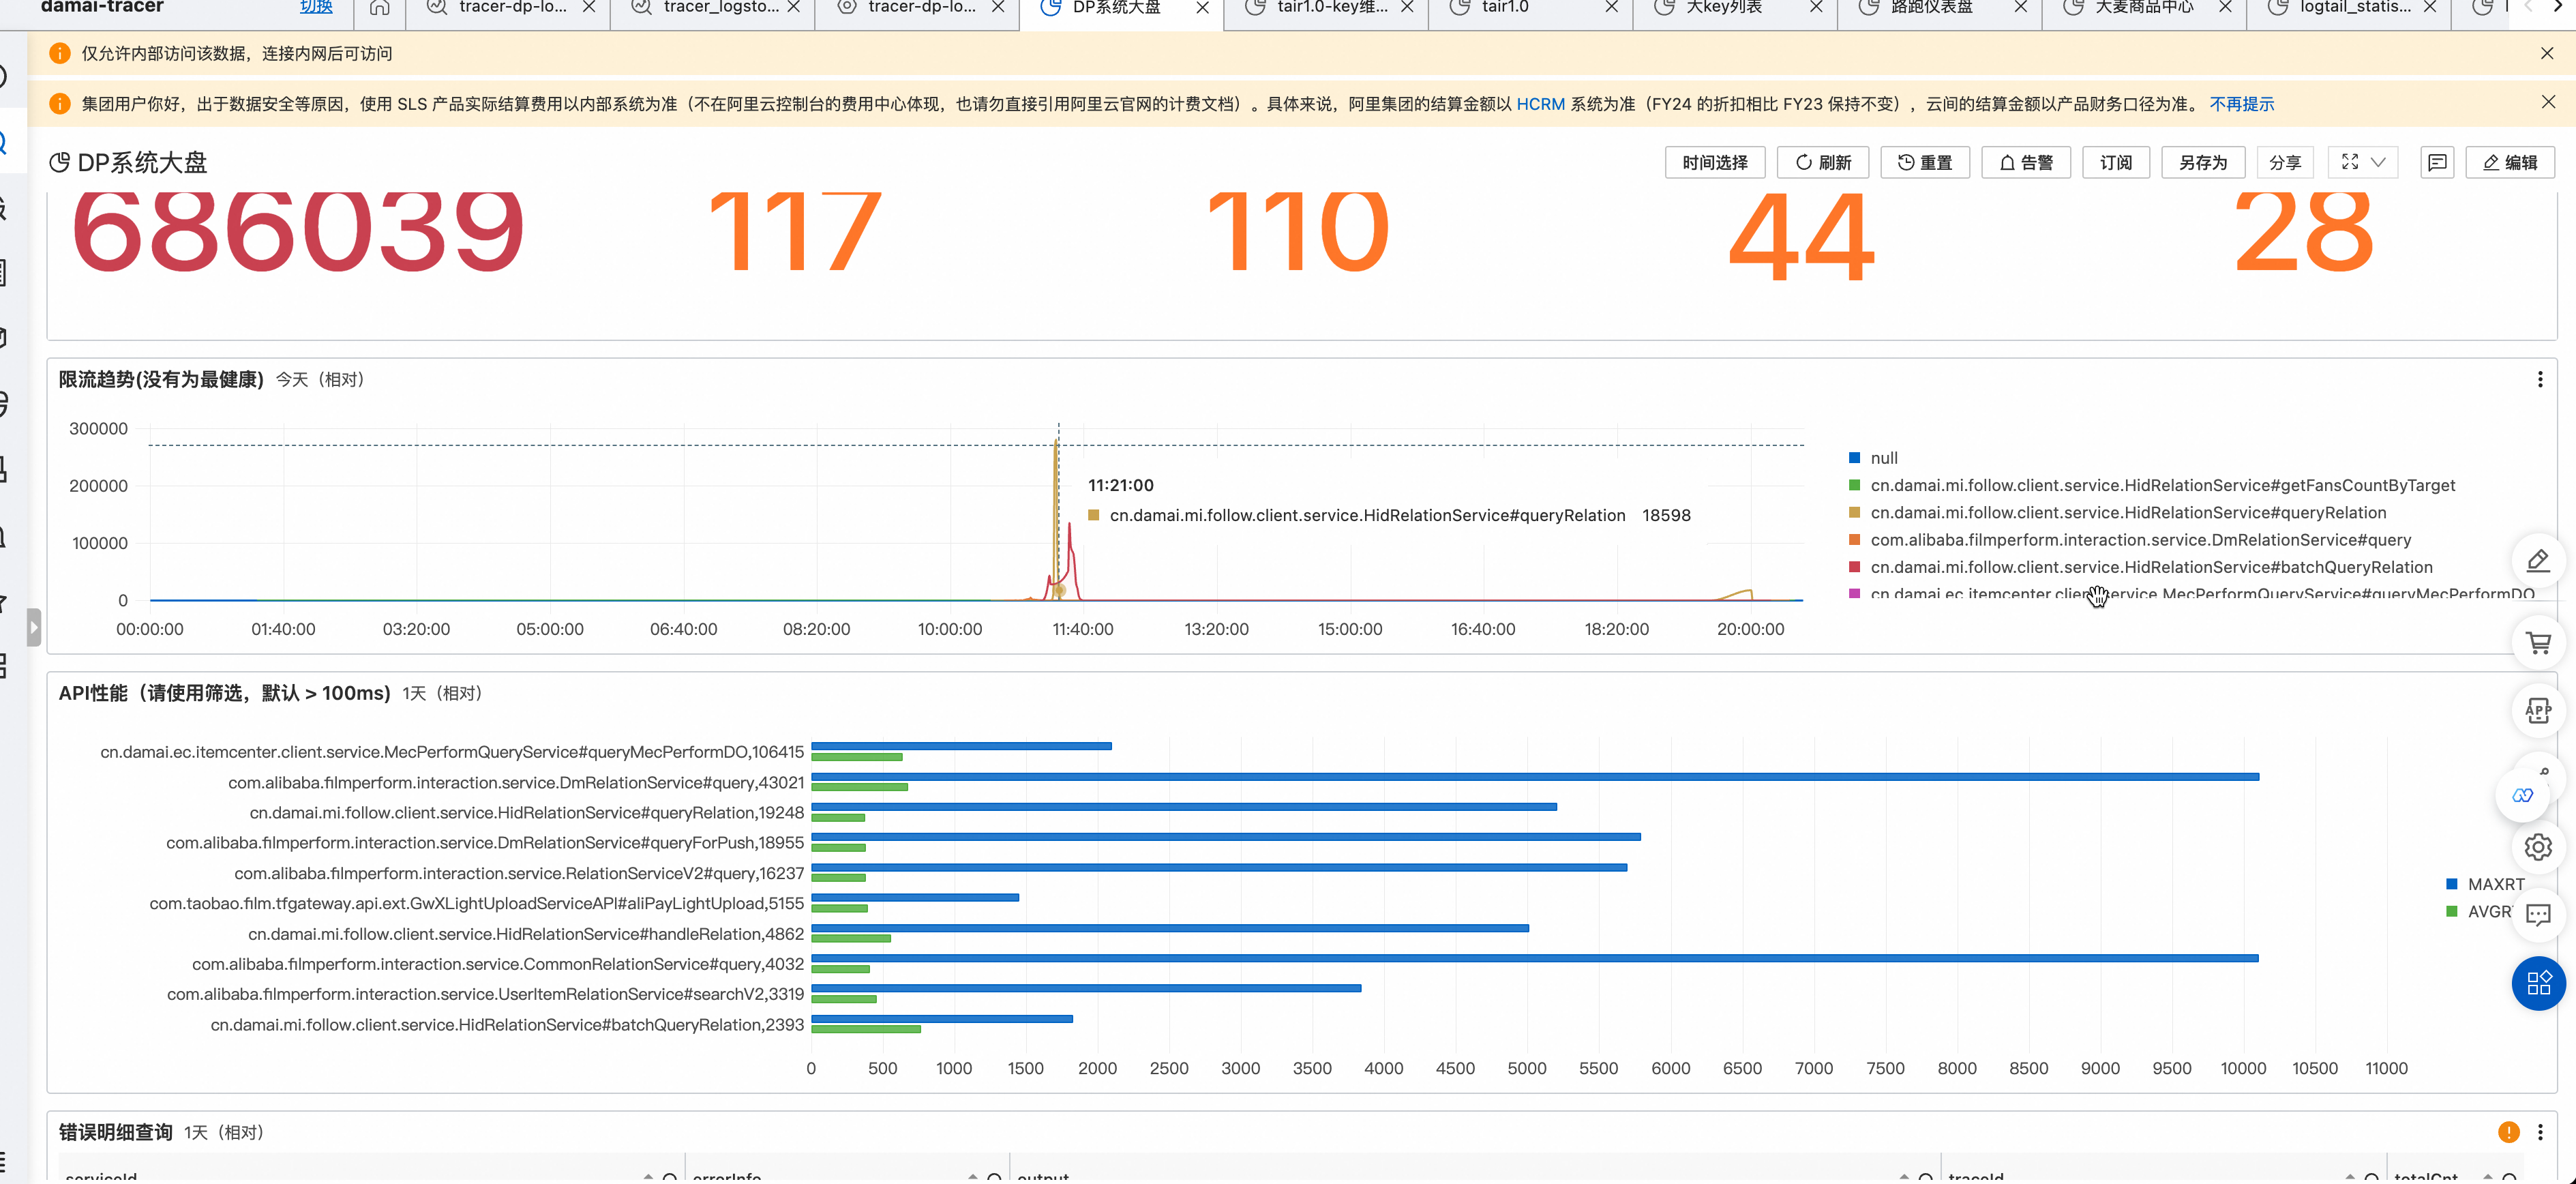 damai-tracer
切换
tracer-dp-lo...
tracer_logsto...
tracer-dp-lo...
DP系统大盘
tair1.0-key维...
tair1.0
大key列表
路跑仪表盘
大麦商品中心
logtail_statis...
仅允许内部访问该数据，连接内网后可访问
集团用户你好，出于数据安全等原因，使用 SLS 产品实际结算费用以内部系统为准（不在阿里云控制台的费用中心体现，也请勿直接引用阿里云官网的计费文档）。具体来说，阿里集团的结算金额以 HCRM 系统为准（FY24 的折扣相比 FY23 保持不变），云间的结算金额以产品财务口径为准。 不再提示
DP系统大盘
时间选择
刷新
重置
告警
订阅
另存为
分享
编辑
686039
117
110
44
28
限流趋势(没有为最健康) 今天（相对）
300000
200000
100000
0
00:00:00
01:40:00
03:20:00
05:00:00
06:40:00
08:20:00
10:00:00
11:40:00
13:20:00
15:00:00
16:40:00
18:20:00
20:00:00
11:21:00
cn.damai.mi.follow.client.service.HidRelationService#queryRelation 18598
null
cn.damai.mi.follow.client.service.HidRelationService#getFansCountByTarget
cn.damai.mi.follow.client.service.HidRelationService#queryRelation
com.alibaba.filmperform.interaction.service.DmRelationService#query
cn.damai.mi.follow.client.service.HidRelationService#batchQueryRelation
cn.damai.ec.itemcenter.client.service.MecPerformQueryService#queryMecPerformDO
API性能（请使用筛选，默认 > 100ms) 1天（相对）
cn.damai.ec.itemcenter.client.service.MecPerformQueryService#queryMecPerformDO,106415
com.alibaba.filmperform.interaction.service.DmRelationService#query,43021
cn.damai.mi.follow.client.service.HidRelationService#queryRelation,19248
com.alibaba.filmperform.interaction.service.DmRelationService#queryForPush,18955
com.alibaba.filmperform.interaction.service.RelationServiceV2#query,16237
com.taobao.film.tfgateway.api.ext.GwXLightUploadServiceAPI#aliPayLightUpload,5155
cn.damai.mi.follow.client.service.HidRelationService#handleRelation,4862
com.alibaba.filmperform.interaction.service.CommonRelationService#query,4032
com.alibaba.filmperform.interaction.service.UserItemRelationService#searchV2,3319
cn.damai.mi.follow.client.service.HidRelationService#batchQueryRelation,2393
0
500
1000
1500
2000
2500
3000
3500
4000
4500
5000
5500
6000
6500
7000
7500
8000
8500
9000
9500
10000
10500
11000
MAXRT
AVGR
APP
错误明细查询 1天（相对）
serviceId
errorInfo
output
traceId
totalCnt